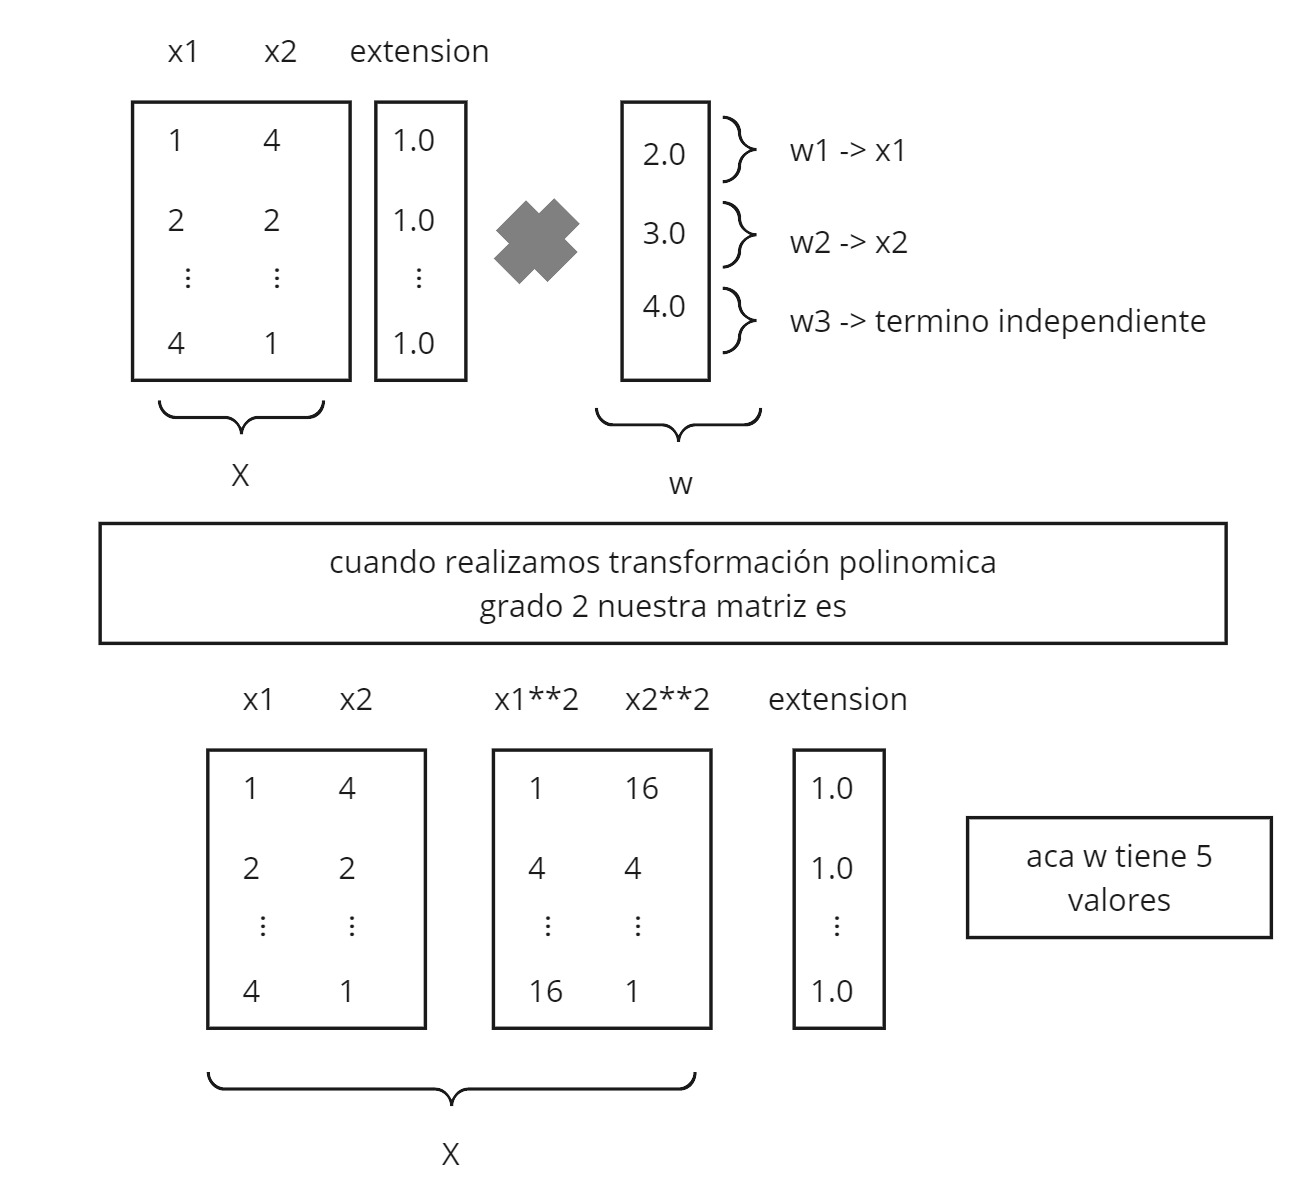 x1 x2 extension
1 4 1.0
2.0 w1 -> x1
2 2 1.0
3.0 w2 -> x2
⋮ ⋮ ⋮
4.0 w3 -> termino independiente
4 1 1.0
X w
cuando realizamos transformación polinomica
grado 2 nuestra matriz es
x1 x2 x1**2 x2**2 extension
1 4 1 16 1.0
2 2 4 4 1.0
⋮ ⋮ ⋮ ⋮ ⋮
4 1 16 1 1.0
aca w tiene 5
valores
X